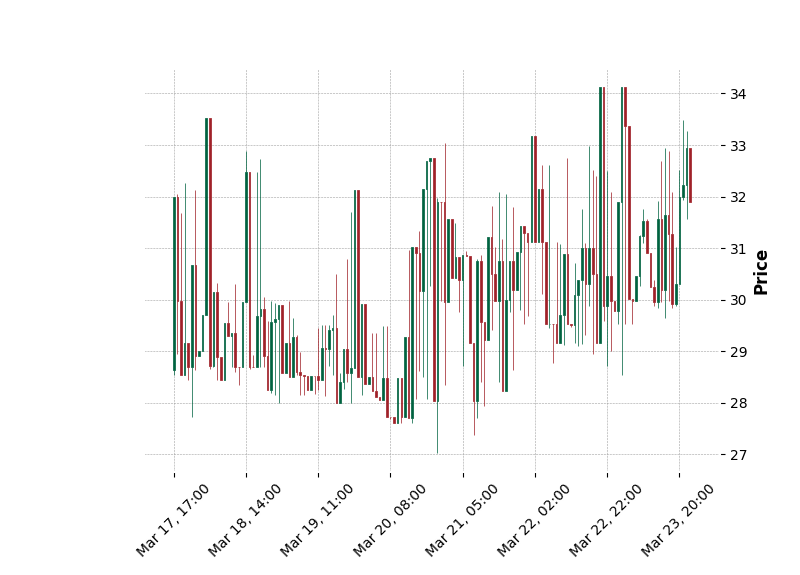 34
33
32
31
30
29
28
27
Price
Mar 17, 17:00
Mar 18, 14:00
Mar 19, 11:00
Mar 20, 08:00
Mar 21, 05:00
Mar 22, 02:00
Mar 22, 22:00
Mar 23, 20:00